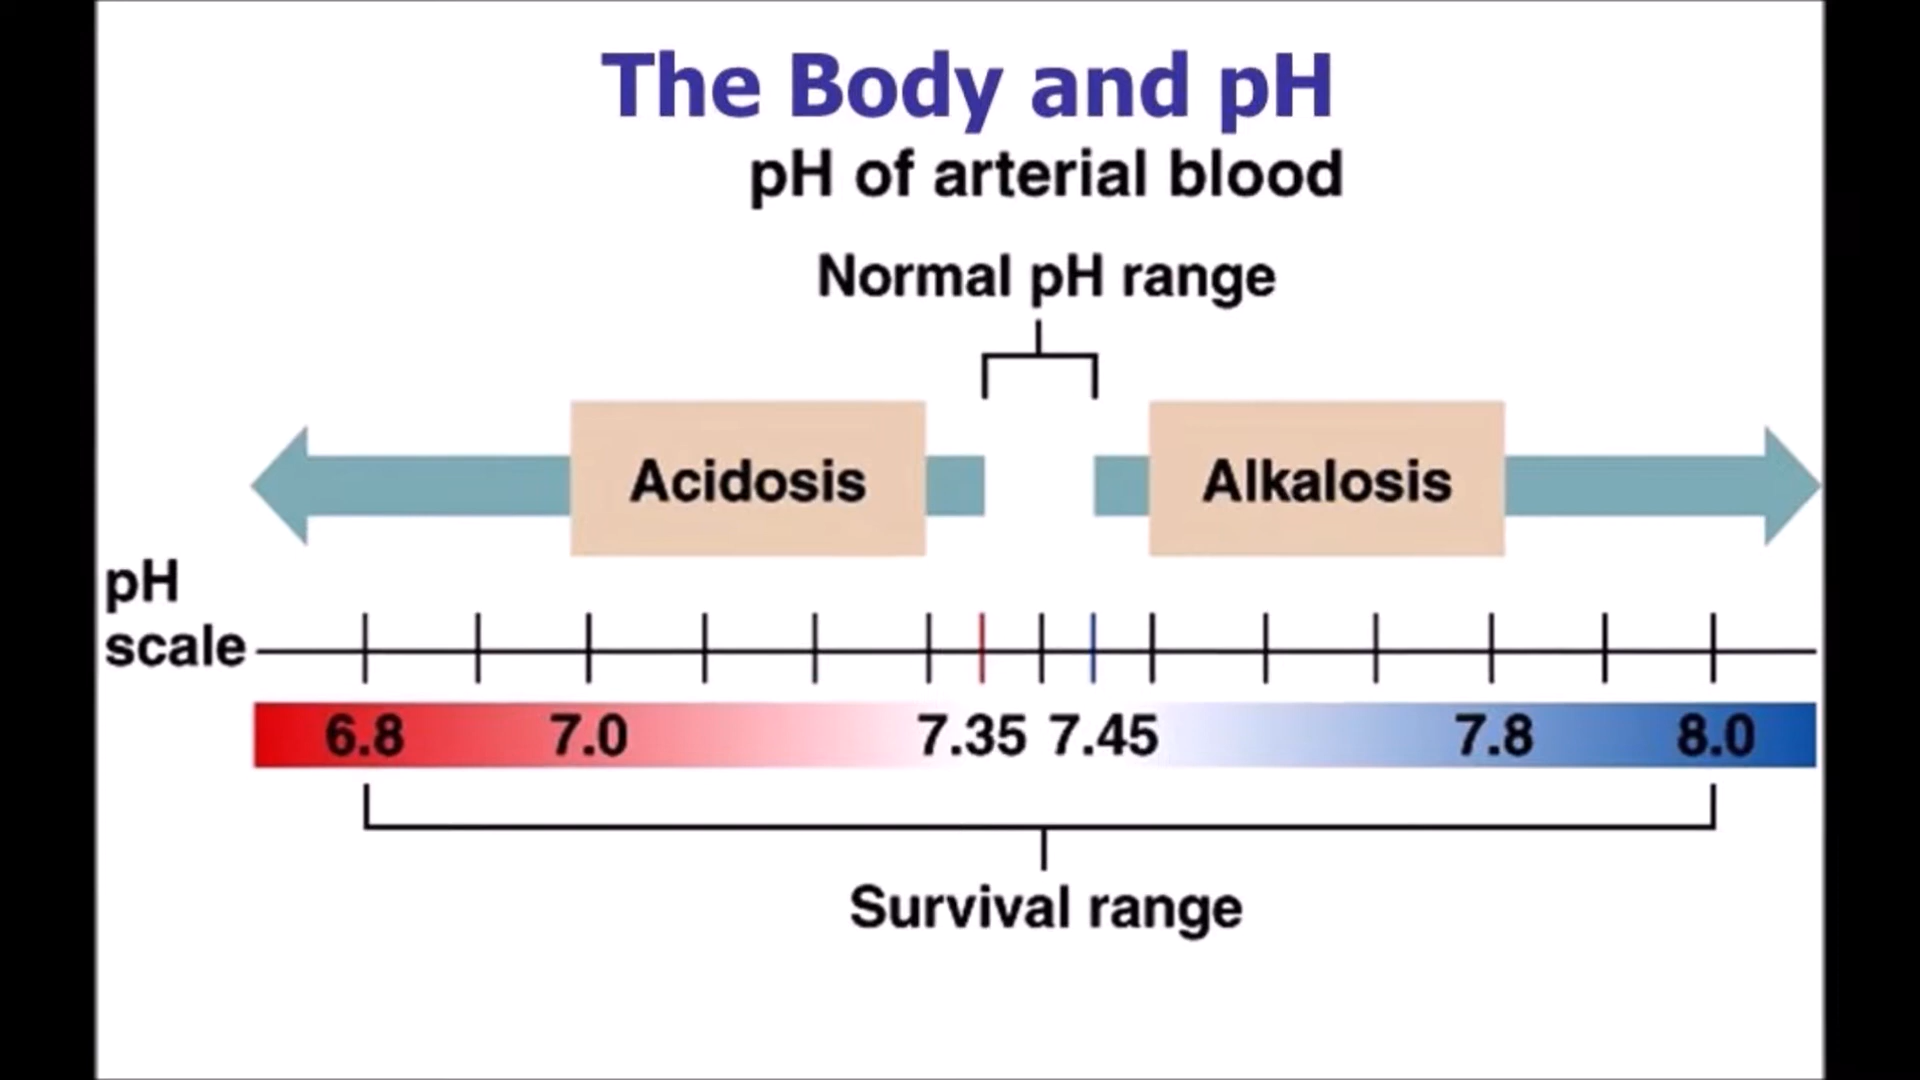 The Body and pH
pH of arterial blood
Normal pH range
Acidosis
Alkalosis
pH
scale
6.8 7.0 7.35 7.45 7.8 8.0
Survival range